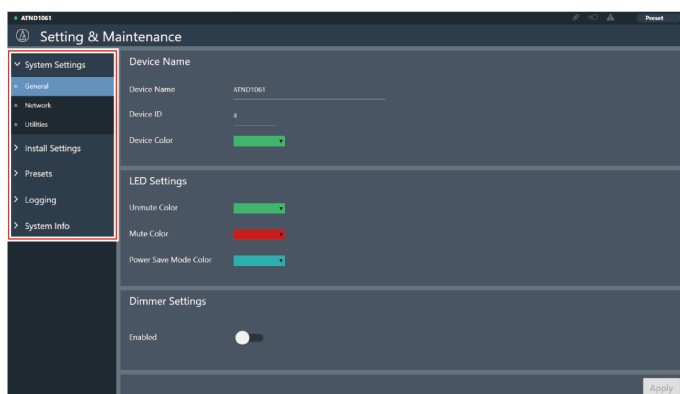 ATND1061
Preset
Setting & Maintenance
System Settings
General
Network
Utilities
Install Settings
Presets
Logging
System Info
Device Name
Device Name ATND1061
Device ID 0
Device Color
LED Settings
Unmute Color
Mute Color
Power Save Mode Color
Dimmer Settings
Enabled
Apply